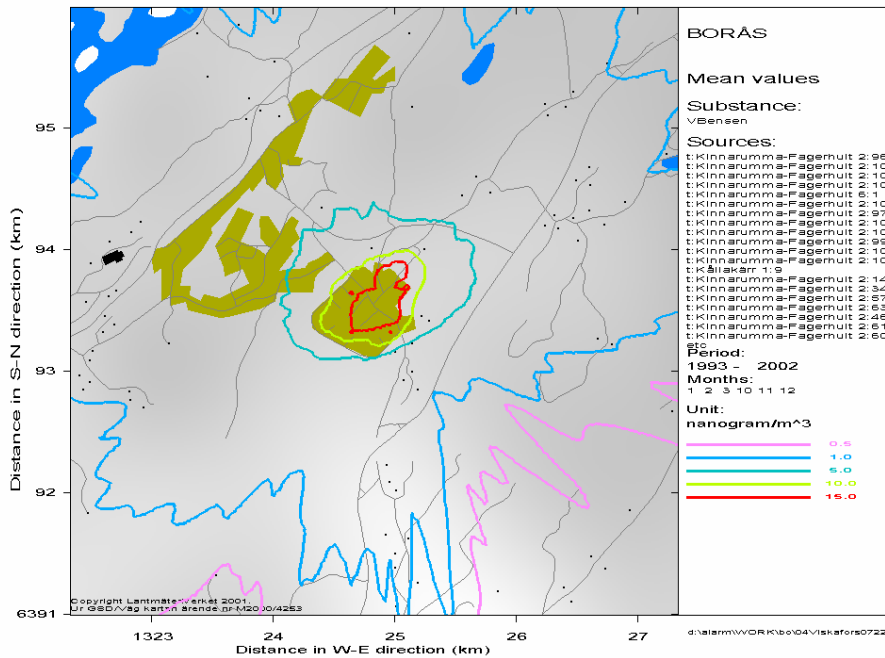 BORÅS
Mean values
Substance:
VBensen
Sources:
t:Kinnarumma-Fagerhult 2:96
t:Kinnarumma-Fagerhult 2:10
t:Kinnarumma-Fagerhult 2:10
t:Kinnarumma-Fagerhult 2:10
t:Kinnarumma-Fagerhult 6:1
t:Kinnarumma-Fagerhult 2:10
t:Kinnarumma-Fagerhult 2:97
t:Kinnarumma-Fagerhult 2:10
t:Kinnarumma-Fagerhult 2:10
t:Kinnarumma-Fagerhult 2:99
t:Kinnarumma-Fagerhult 2:10
t:Kinnarumma-Fagerhult 2:10
t:Kållakärr 1:9
t:Kinnarumma-Fagerhult 2:14
t:Kinnarumma-Fagerhult 2:34
t:Kinnarumma-Fagerhult 2:57
t:Kinnarumma-Fagerhult 2:63
t:Kinnarumma-Fagerhult 2:46
t:Kinnarumma-Fagerhult 2:61
t:Kinnarumma-Fagerhult 2:60
etc
Period:
1993 - 2002
Months:
1 2 3 10 11 12
Unit:
nanogram/m^3
0.5
1.0
5.0
10.0
15.0
d:\alarm\WORK\bo\04Viskafors0722
Distance in S-N direction (km)
95
94
93
92
6391
Copyright Lantmäteriverket 2001.
Ur GSD/Väg kartan ärende nr M2000/4253
1323 24 25 26 27
Distance in W-E direction (km)